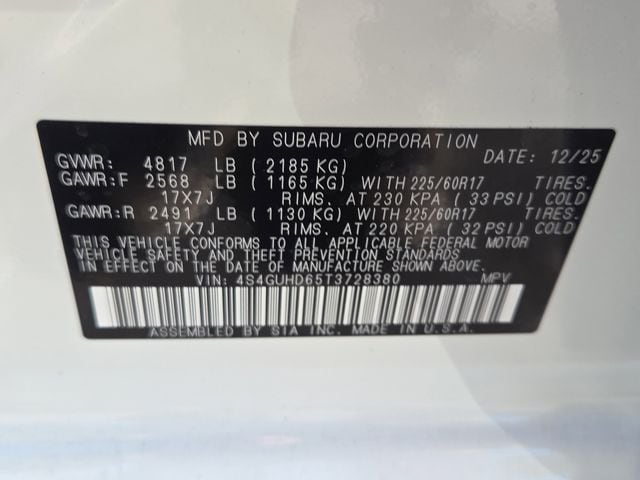 MFD BY SUBARU CORPORATION
GVWR: 4817 LB (2185 KG) DATE: 12/25
GAWR:F 2568 LB (1165 KG) WITH 225/60R17 TIRES.
17X7J RIMS. AT 230 KPA (33 PSI) COLD
GAWR:R 2491 LB (1130 KG) WITH 225/60R17 TIRES.
17X7J RIMS. AT 220 KPA (32 PSI) COLD
THIS VEHICLE CONFORMS TO ALL APPLICABLE FEDERAL MOTOR
VEHICLE SAFETY AND THEFT PREVENTION STANDARDS
IN EFFECT ON THE DATE OF MANUFACTURE SHOWN ABOVE.
VIN: 4S4GUHD65T3728380 MPV
ASSEMBLED BY SIA INC. MADE IN U.S.A.